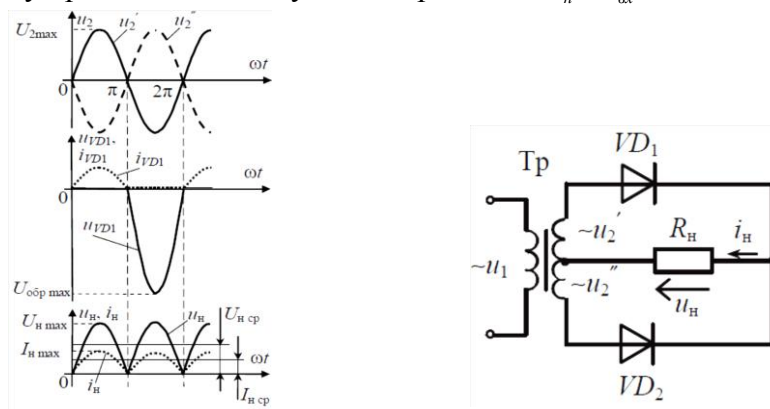 U2max
u2
u2'
u2''
ωt
0
π
2π
uVD1,
iVD1
iVD1
ωt
0
uVD1
Uобр max
uн, iн
uн
Uн ср
Uн max
Iн max
ωt
0
iн
Iн ср
VD1
Тр
~u1
~u2'
Rн
iн
~u2''
uн
VD2